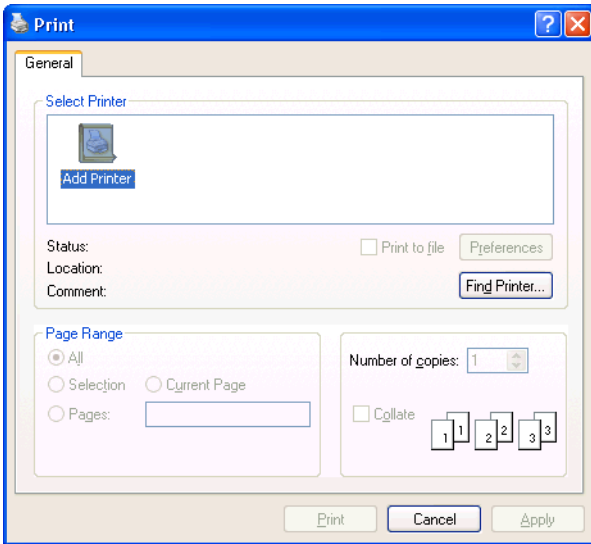 Print
General
Select Printer
Add Printer
Status:
Print to file
Preferences
Location:
Comment:
Find Printer...
Page Range
All
Selection
Current Page
Pages:
Number of copies:
1
Collate
1 1 2 2 3 3
Print
Cancel
Apply